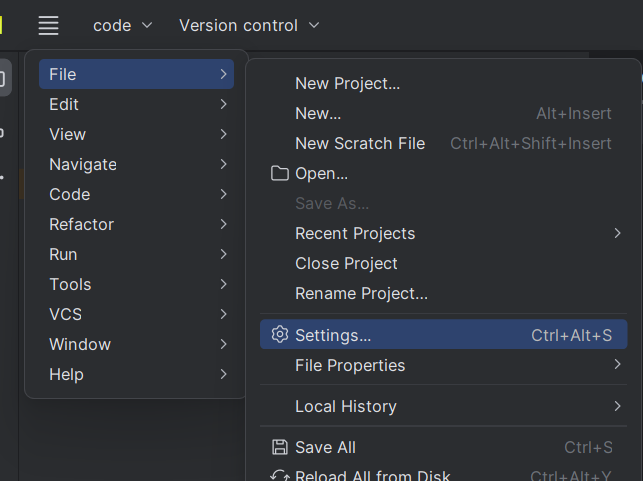 code Version control
File
Edit
View
Navigate
Code
Refactor
Run
Tools
VCS
Window
Help
New Project...
New... Alt+Insert
New Scratch File Ctrl+Alt+Shift+Insert
Open...
Save As...
Recent Projects
Close Project
Rename Project...
Settings... Ctrl+Alt+S
File Properties
Local History
Save All Ctrl+S
Reload All from Disk Ctrl+Alt+Y